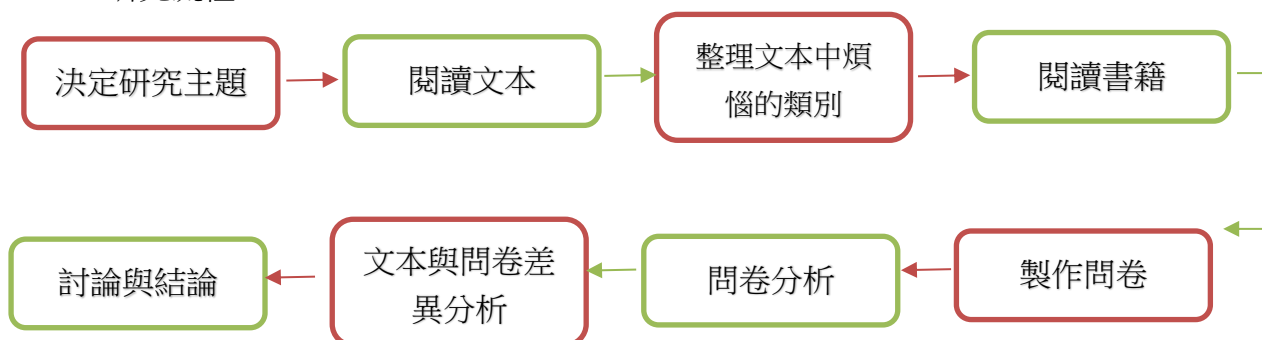 決定研究主題
閱讀文本
整理文本中煩
惱的類別
閱讀書籍
製作問卷
問卷分析
文本與問卷差
異分析
討論與結論